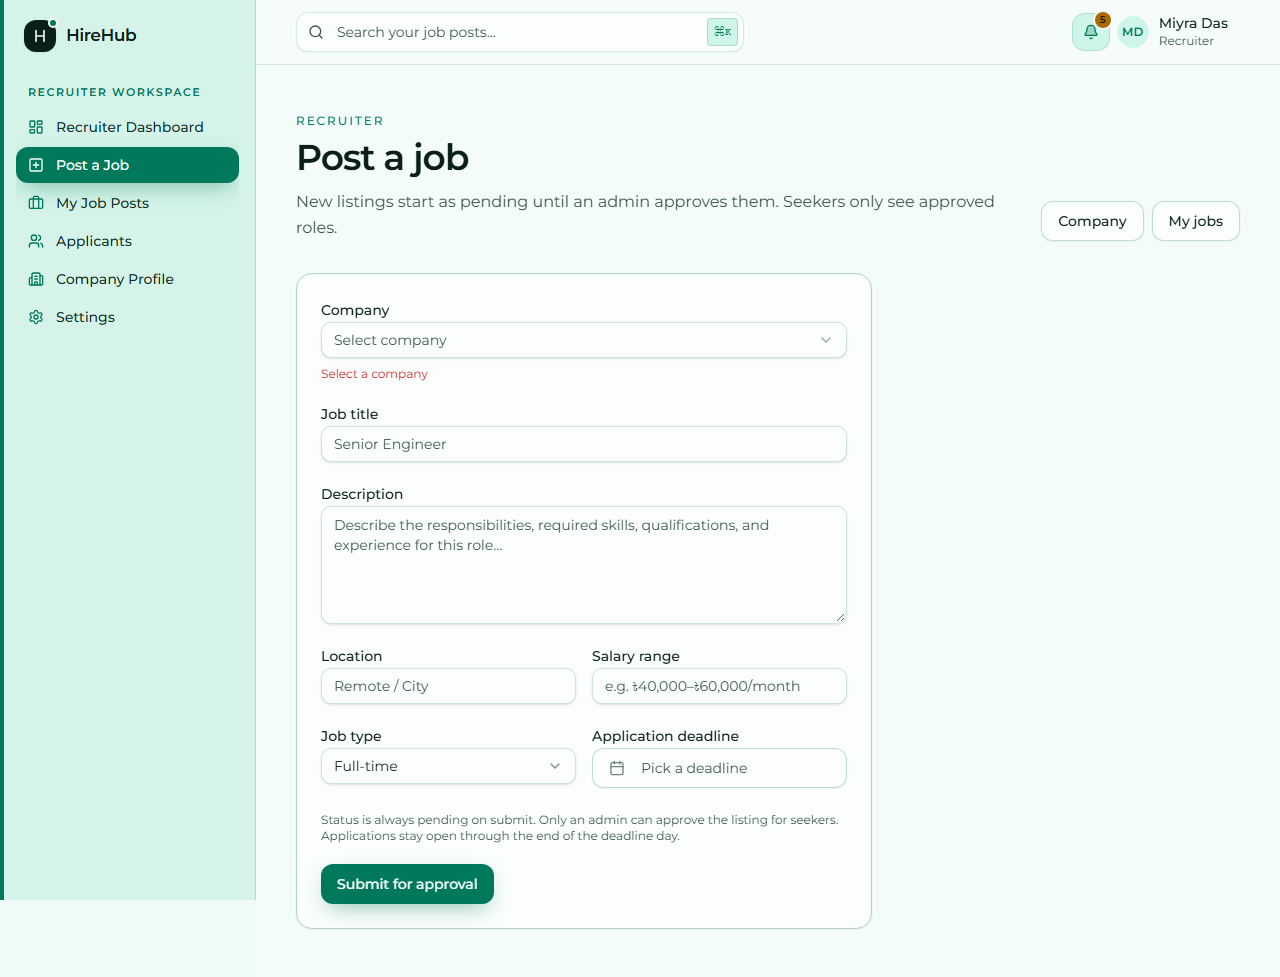 HireHub
RECRUITER WORKSPACE
Recruiter Dashboard
Post a Job
My Job Posts
Applicants
Company Profile
Settings
Search your job posts...
⌘K
5
MD
Miyra Das
Recruiter
RECRUITER
Post a job
New listings start as pending until an admin approves them. Seekers only see approved
roles.
Company
My jobs
Company
Select company
Select a company
Job title
Senior Engineer
Description
Describe the responsibilities, required skills, qualifications, and
experience for this role...
Location
Remote / City
Salary range
e.g. ৳40,000–৳60,000/month
Job type
Full-time
Application deadline
Pick a deadline
Status is always pending on submit. Only an admin can approve the listing for seekers.
Applications stay open through the end of the deadline day.
Submit for approval